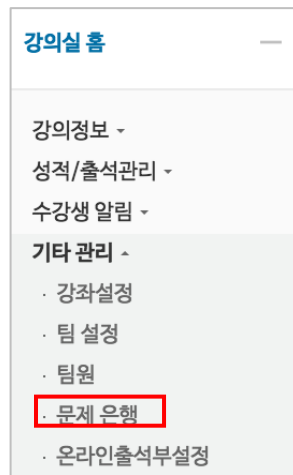 강의실 홈
강의정보
성적/출석관리
수강생 알림
기타 관리
· 강좌설정
· 팀 설정
· 팀원
· 문제 은행
· 온라인출석부설정